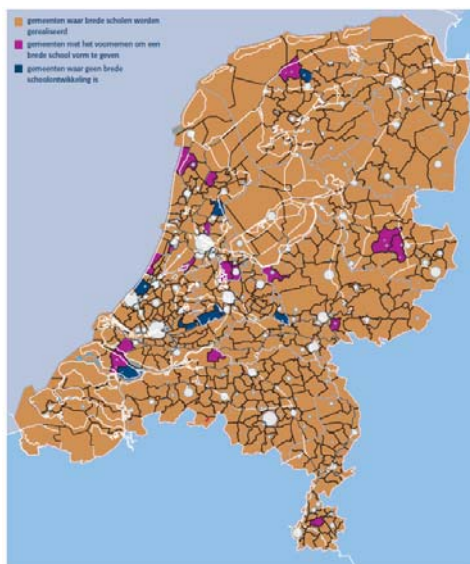 gemeenten waar brede scholen worden
gerealiseerd
gemeenten met het voornemen om een
brede school vorm te geven
gemeenten waar geen brede
schoolontwikkeling is